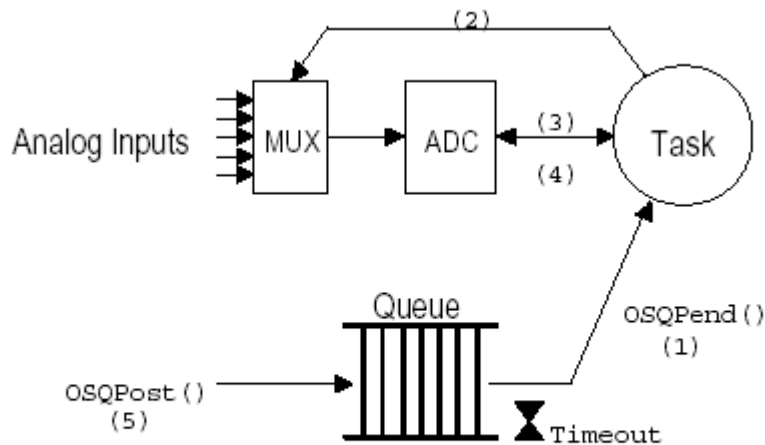 (2)
Analog Inputs
MUX
ADC
(3)
(4)
Task
Queue
OSQPend()
(1)
OSQPost()
(5)
Timeout